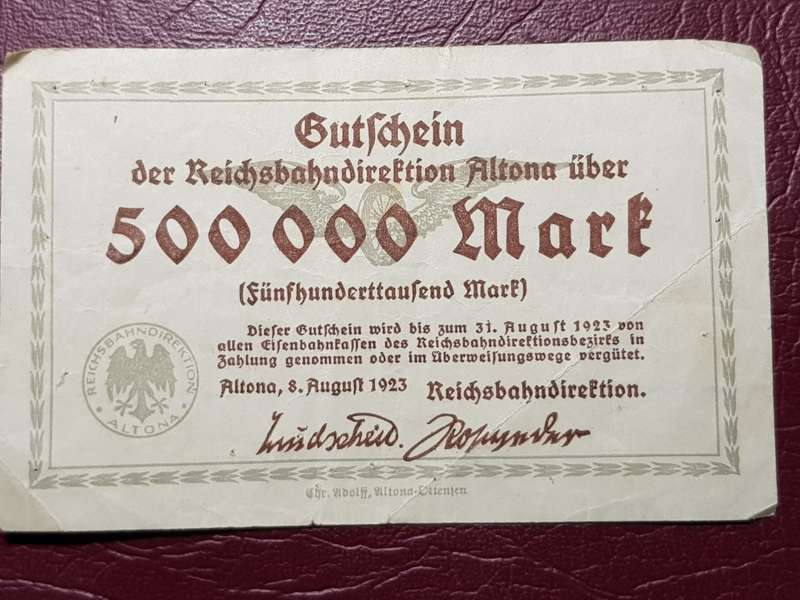 Gutschein
der Reichsbahndirektion Altona über
500 000 Mark
(Fünfhunderttausend Mark)
Dieser Gutschein wird bis zum 31. August 1923 von
allen Eisenbahnkassen des Reichsbahndirektionsbezirks in
Zahlung genommen oder im Überweisungswege vergütet.
Altona, 8. August 1923 Reichsbahndirektion.
REICHSBAHNDIREKTION
* ALTONA *
Chr. Adolff, Altona-Ottensen